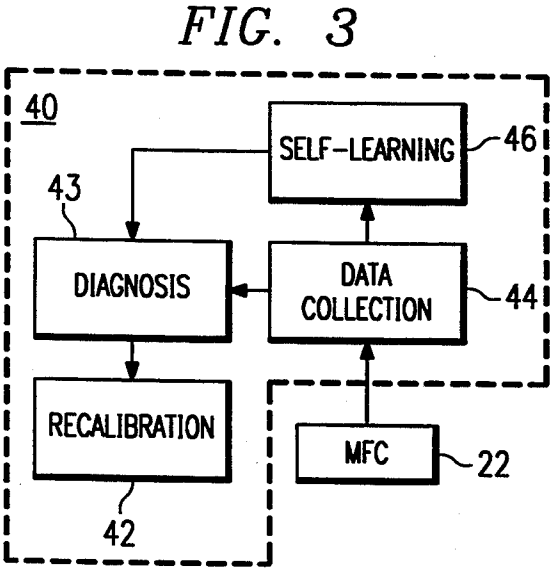 FIG. 3
40
SELF-LEARNING
46
43
DIAGNOSIS
DATA
COLLECTION
44
RECALIBRATION
MFC
22
42